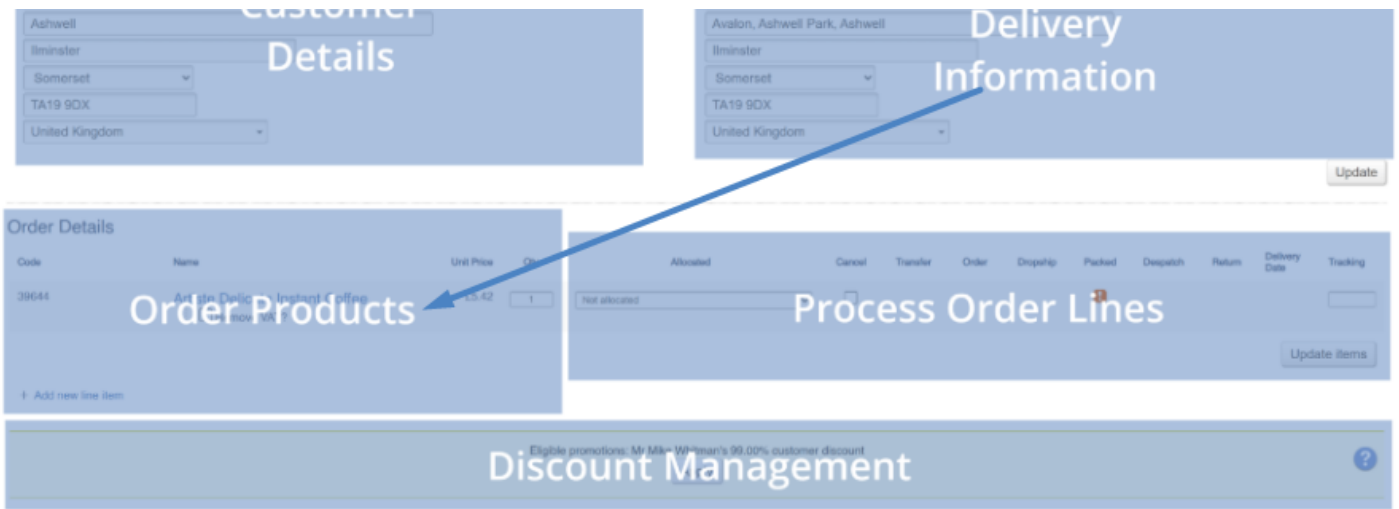 Customer
Details
Delivery
Information
Ashwell
Ilminster
Somerset
TA19 9DX
United Kingdom
Avalon, Ashwell Park, Ashwell
Ilminster
Somerset
TA19 9DX
United Kingdom
Update
Order Details
Code Name Unit Price
39644 Instant Coffee £5.42 1
Order Products
+ Add new line item
Allocated Cancel Transfer Order Dropship Packed Despatch Return Delivery Date Tracking
Not allocated
Process Order Lines
Update items
Eligible promotions: Mr Mike Whitman's 99.00% customer discount
Discount Management
?